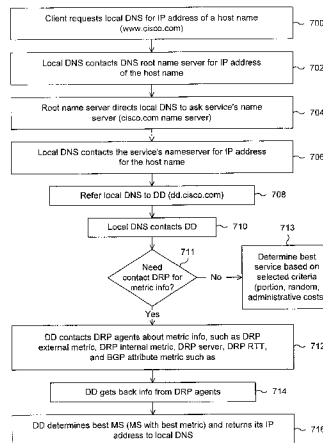 Client requests local DNS for IP address of a host name
(www.cisco.com)
700
Local DNS contacts DNS root name server for IP address
of the host name
702
Root name server directs local DNS to ask service's name
server (cisco.com name server)
704
Local DNS contacts the service's nameserver for IP address
for the host name
706
Refer local DNS to DD (dd.cisco.com)
708
Local DNS contacts DD
710
711
Need
contact DRP for
metric info?
No
713
Determine best
service based on
selected criteria
(portion, random,
administrative costs
Yes
DD contacts DRP agents about metric info, such as DRP
external metric, DRP internal metric, DRP server, DRP RTT,
and BGP attribute metric such as
712
DD gets back info from DRP agents
714
DD determines best MS (MS with best metric) and returns its IP
address to local DNS
716